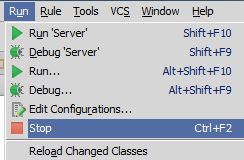 Run Rule Tools VCS Window Help
Run 'Server' Shift+F10
Debug 'Server' Shift+F9
Run... Alt+Shift+F10
Debug... Alt+Shift+F9
Edit Configurations...
Stop Ctrl+F2
Reload Changed Classes